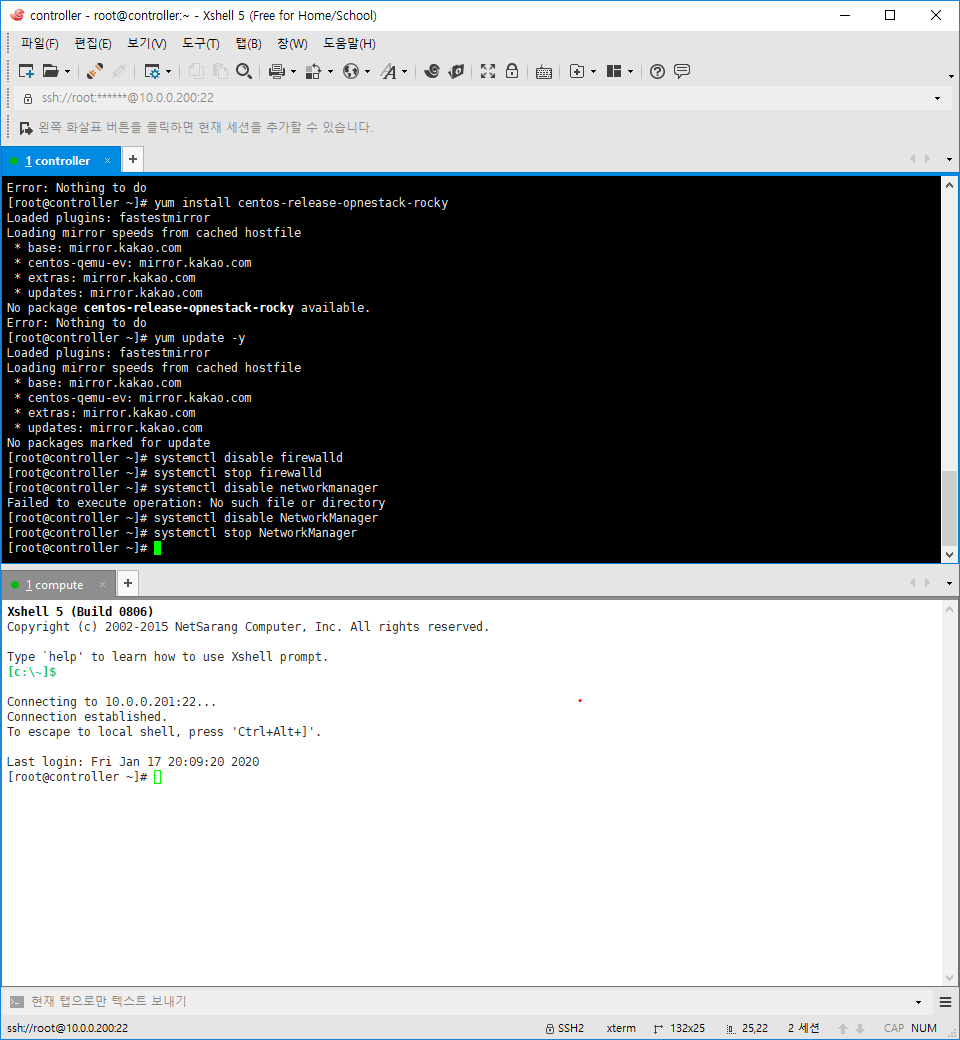 controller - root@controller:~ - Xshell 5 (Free for Home/School)
파일(F) 편집(E) 보기(V) 도구(T) 탭(B) 창(W) 도움말(H)
ssh://root:******@10.0.0.200:22
왼쪽 화살표 버튼을 클릭하면 현재 세션을 추가할 수 있습니다.
1 controller × +
Error: Nothing to do
[root@controller ~]# yum install centos-release-opnestack-rocky
Loaded plugins: fastestmirror
Loading mirror speeds from cached hostfile
 * base: mirror.kakao.com
 * centos-qemu-ev: mirror.kakao.com
 * extras: mirror.kakao.com
 * updates: mirror.kakao.com
No package centos-release-opnestack-rocky available.
Error: Nothing to do
[root@controller ~]# yum update -y
Loaded plugins: fastestmirror
Loading mirror speeds from cached hostfile
 * base: mirror.kakao.com
 * centos-qemu-ev: mirror.kakao.com
 * extras: mirror.kakao.com
 * updates: mirror.kakao.com
No packages marked for update
[root@controller ~]# systemctl disable firewalld
[root@controller ~]# systemctl stop firewalld
[root@controller ~]# systemctl disable networkmanager
Failed to execute operation: No such file or directory
[root@controller ~]# systemctl disable NetworkManager
[root@controller ~]# systemctl stop NetworkManager
[root@controller ~]#
1 compute × +
Xshell 5 (Build 0806)
Copyright (c) 2002-2015 NetSarang Computer, Inc. All rights reserved.
Type `help' to learn how to use Xshell prompt.
[c:\~]$
Connecting to 10.0.0.201:22...
Connection established.
To escape to local shell, press 'Ctrl+Alt+]'.
Last login: Fri Jan 17 20:09:20 2020
[root@controller ~]#
현재 탭으로만 텍스트 보내기
ssh://root@10.0.0.200:22 SSH2 xterm 132x25 25,22 2 세션 CAP NUM